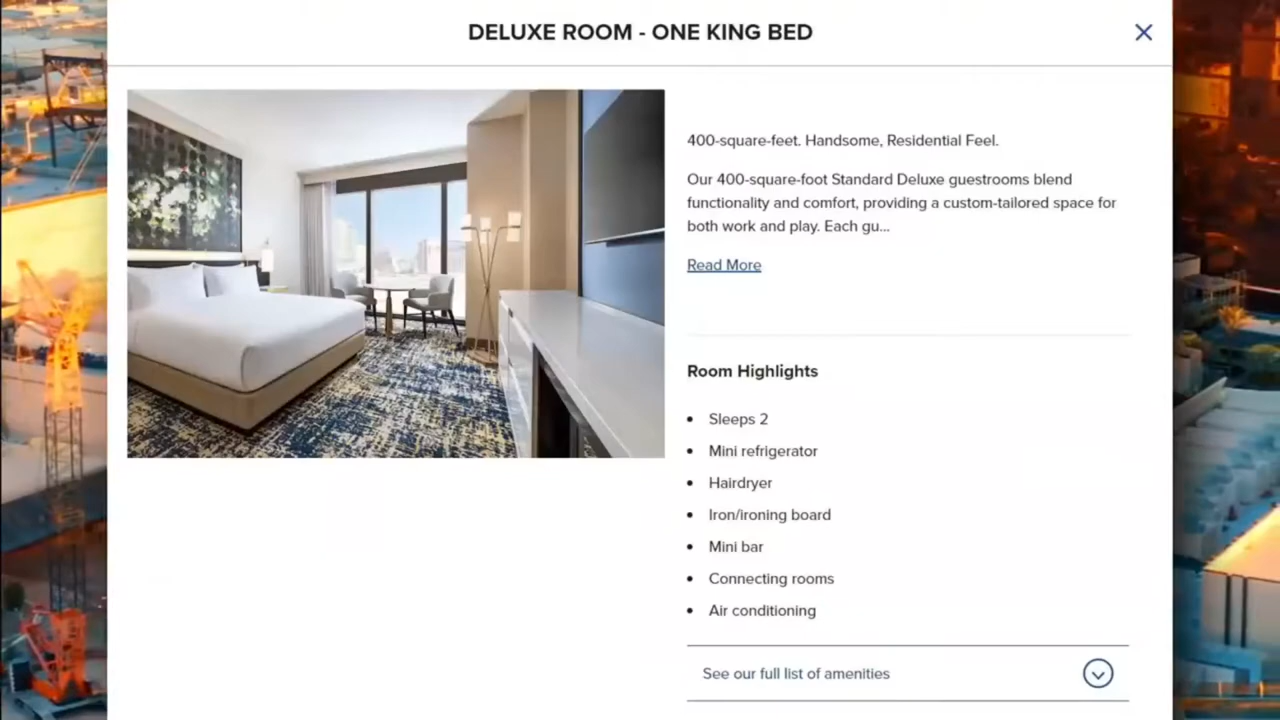 DELUXE ROOM - ONE KING BED
400-square-feet. Handsome, Residential Feel.
Our 400-square-foot Standard Deluxe guestrooms blend
functionality and comfort, providing a custom-tailored space for
both work and play. Each gu...
Read More
Room Highlights
• Sleeps 2
• Mini refrigerator
• Hairdryer
• Iron/ironing board
• Mini bar
• Connecting rooms
• Air conditioning
See our full list of amenities